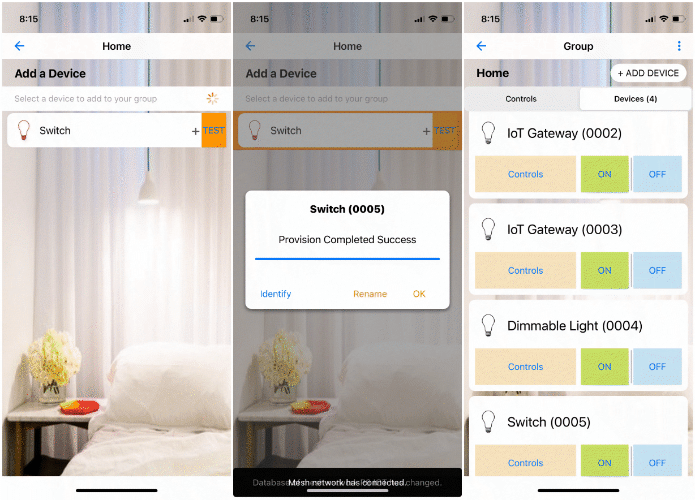 8:15
Home
Add a Device
Select a device to add to your group
Switch
+
TEST
8:15
Home
Add a Device
Select a device to add to your group
Switch
+
TEST
Switch (0005)
Provision Completed Success
Identify
Rename
OK
Database
Mesh network has connected.
changed.
8:15
Group
Home
+ ADD DEVICE
Controls
Devices (4)
IoT Gateway (0002)
Controls
ON
OFF
IoT Gateway (0003)
Controls
ON
OFF
Dimmable Light (0004)
Controls
ON
OFF
Switch (0005)
Controls
ON
OFF